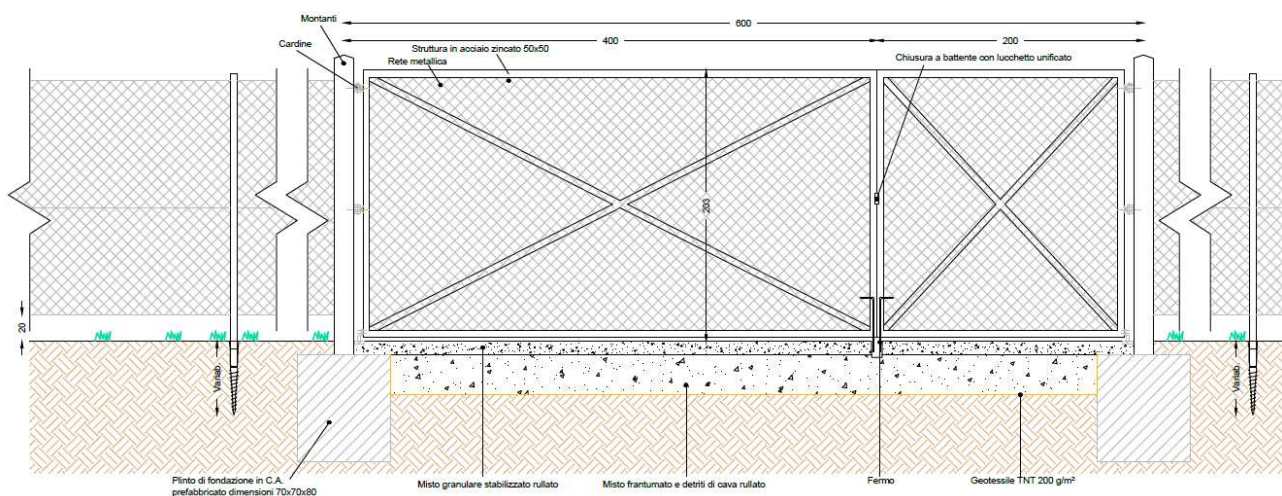 Montanti
600
Cardine
400
200
Struttura in acciaio zincato 50x50
Rete metallica
Chiusura a battente con lucchetto unificato
203
20
Variab.
Variab.
Plinto di fondazione in C.A.
prefabbricato dimensioni 70x70x80
Misto granulare stabilizzato rullato
Misto frantumato e detriti di cava rullato
Fermo
Geotessile TNT 200 g/m²